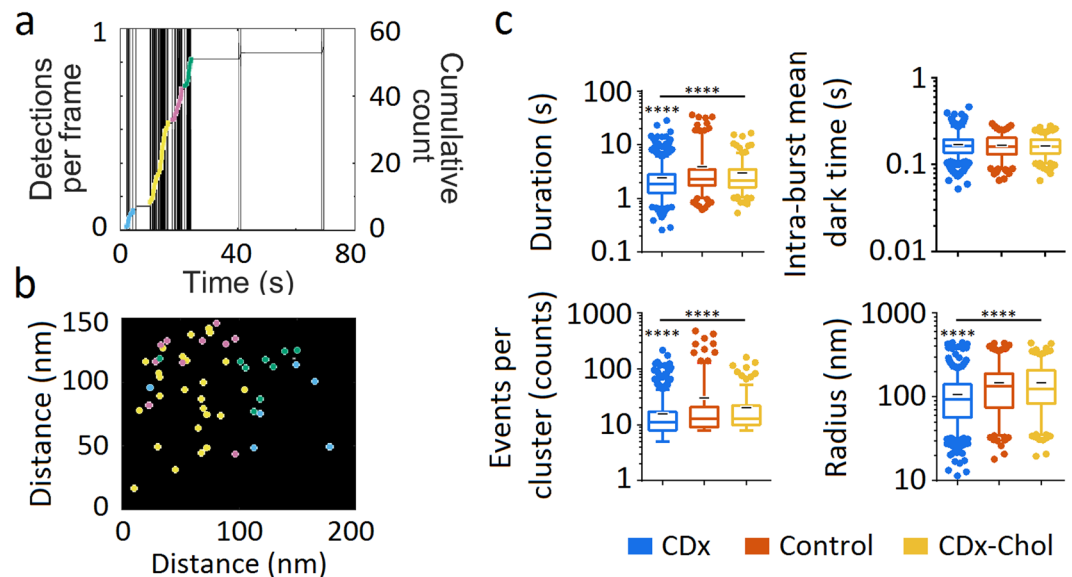 a
1
0
Detections
per frame
60
40
20
0
Cumulative
count
0
40
80
Time (s)
b
150
100
50
0
Distance (nm)
0
100
200
Distance (nm)
c
Duration (s)
100
10
1
0.1
****
****
Intra-burst mean
dark time (s)
1
0.1
0.01
Events per
cluster (counts)
1000
100
10
1
****
****
Radius (nm)
1000
100
10
****
****
CDx
Control
CDx-Chol